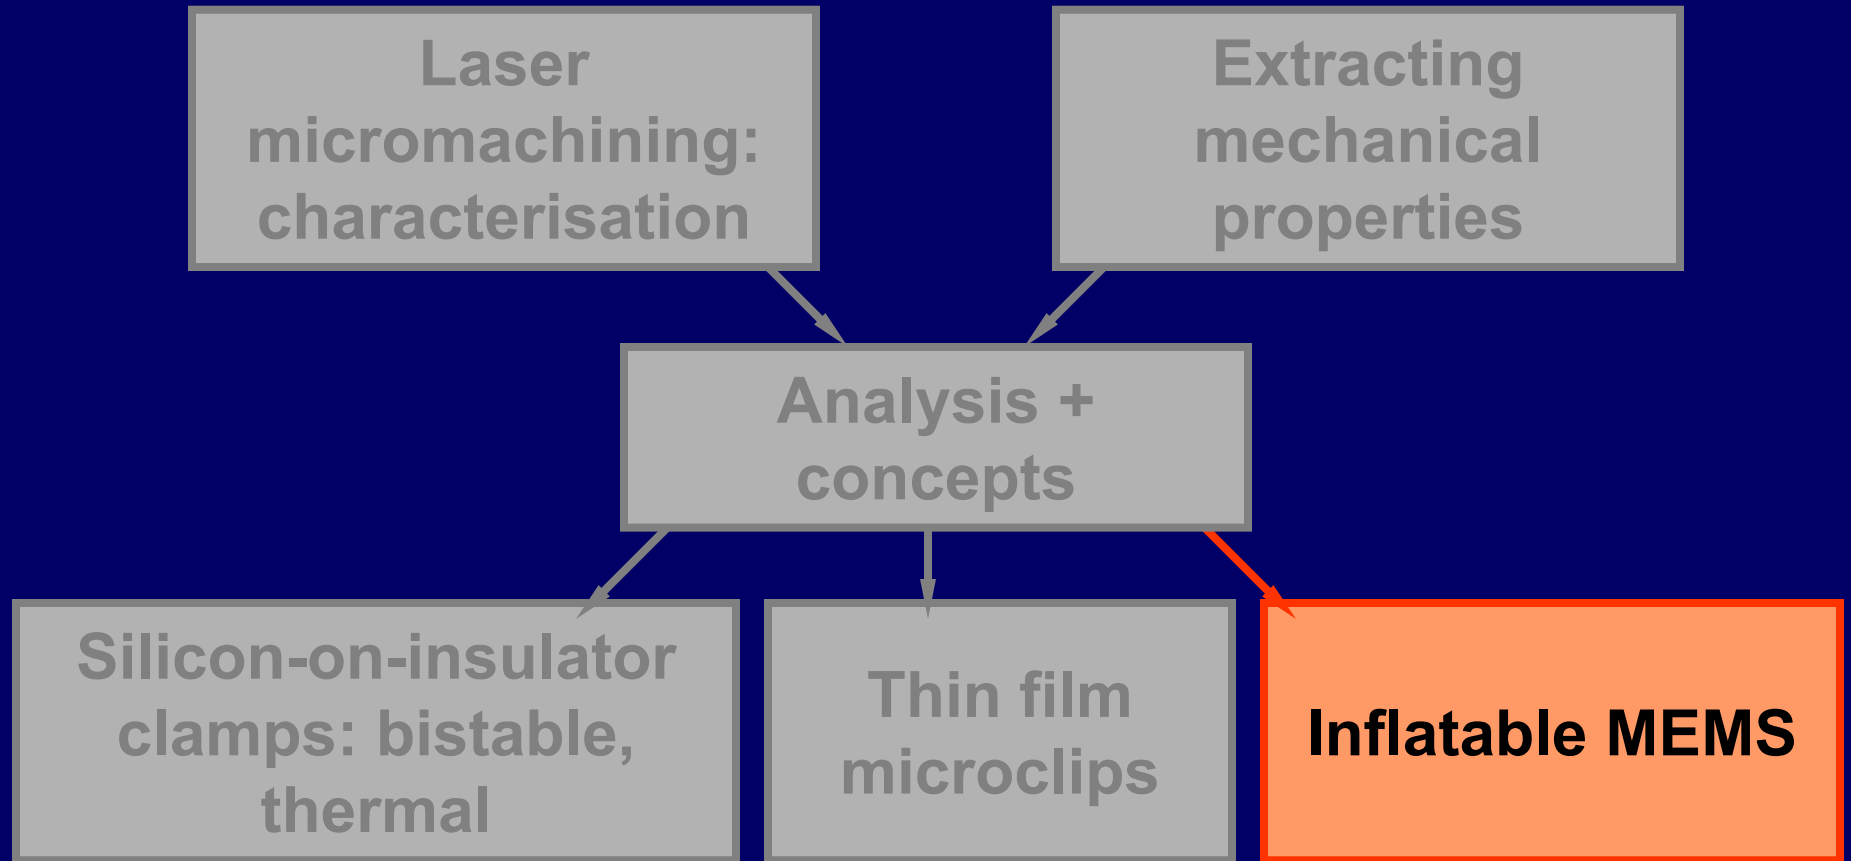 Laser
micromachining:
characterisation
Extracting
mechanical
properties
Analysis +
concepts
Silicon-on-insulator
clamps: bistable,
thermal
Thin film
microclips
Inflatable MEMS